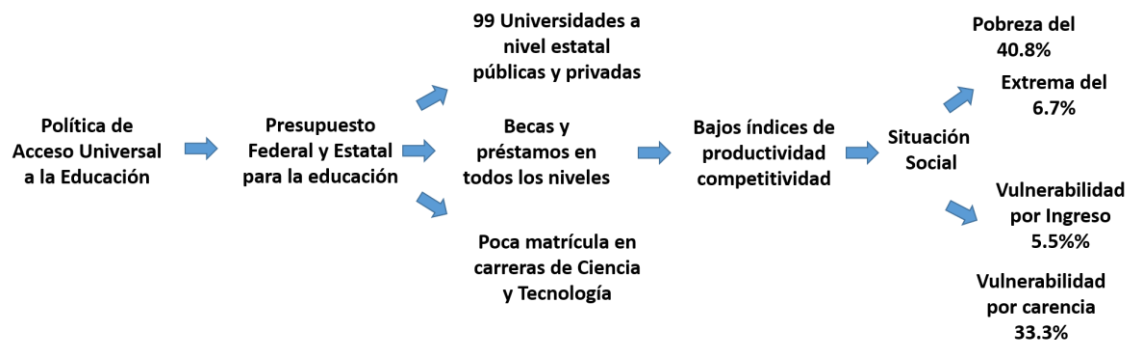 Política de
Acceso Universal
a la Educación
Presupuesto
Federal y Estatal
para la educación
99 Universidades a
nivel estatal
públicas y privadas
Becas y
préstamos en
todos los niveles
Poca matrícula en
carreras de Ciencia
y Tecnología
Bajos índices de
productividad
competitividad
Situación
Social
Pobreza del
40.8%
Extrema del
6.7%
Vulnerabilidad
por Ingreso
5.5%%
Vulnerabilidad
por carencia
33.3%